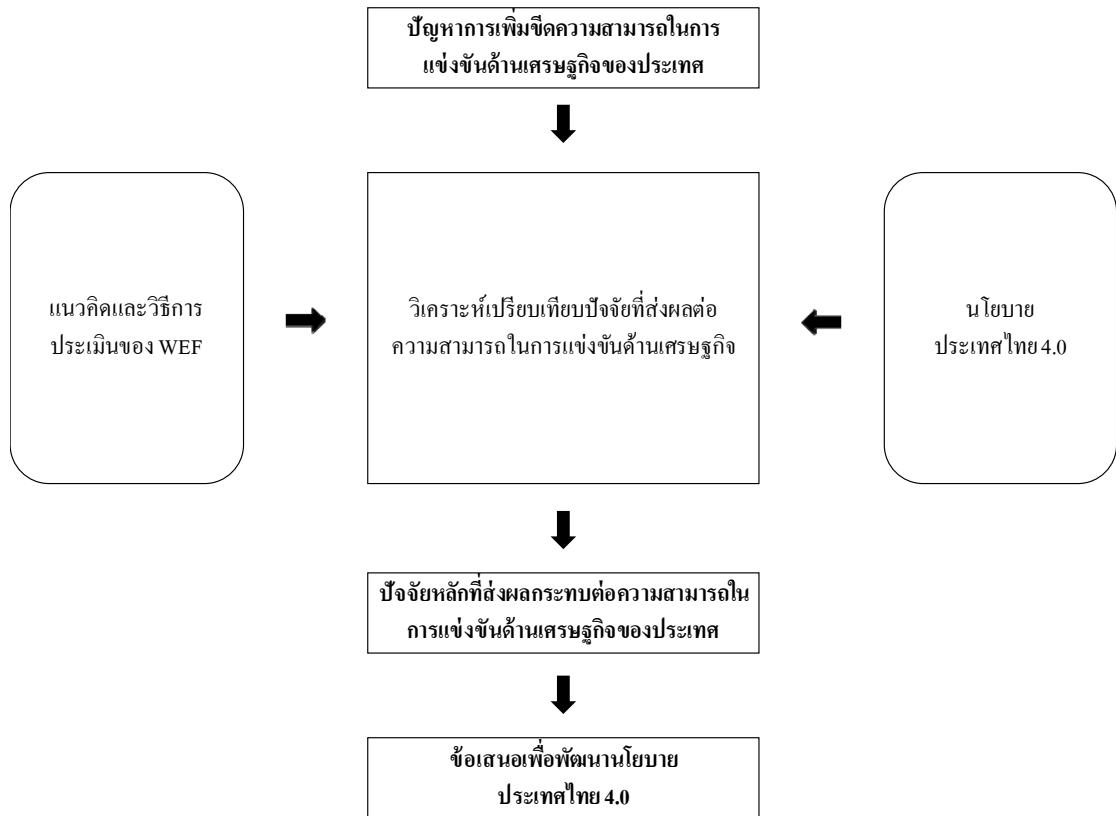 ปัญหาการเพิ่มขีดความสามารถในการ
แข่งขันด้านเศรษฐกิจของประเทศ
แนวคิดและวิธีการ
ประเมินของ WEF
วิเคราะห์เปรียบเทียบปัจจัยที่ส่งผลต่อ
ความสามารถในการแข่งขันด้านเศรษฐกิจ
นโยบาย
ประเทศไทย 4.0
ปัจจัยหลักที่ส่งผลกระทบต่อความสามารถใน
การแข่งขันด้านเศรษฐกิจของประเทศ
ข้อเสนอเพื่อพัฒนานโยบาย
ประเทศไทย 4.0